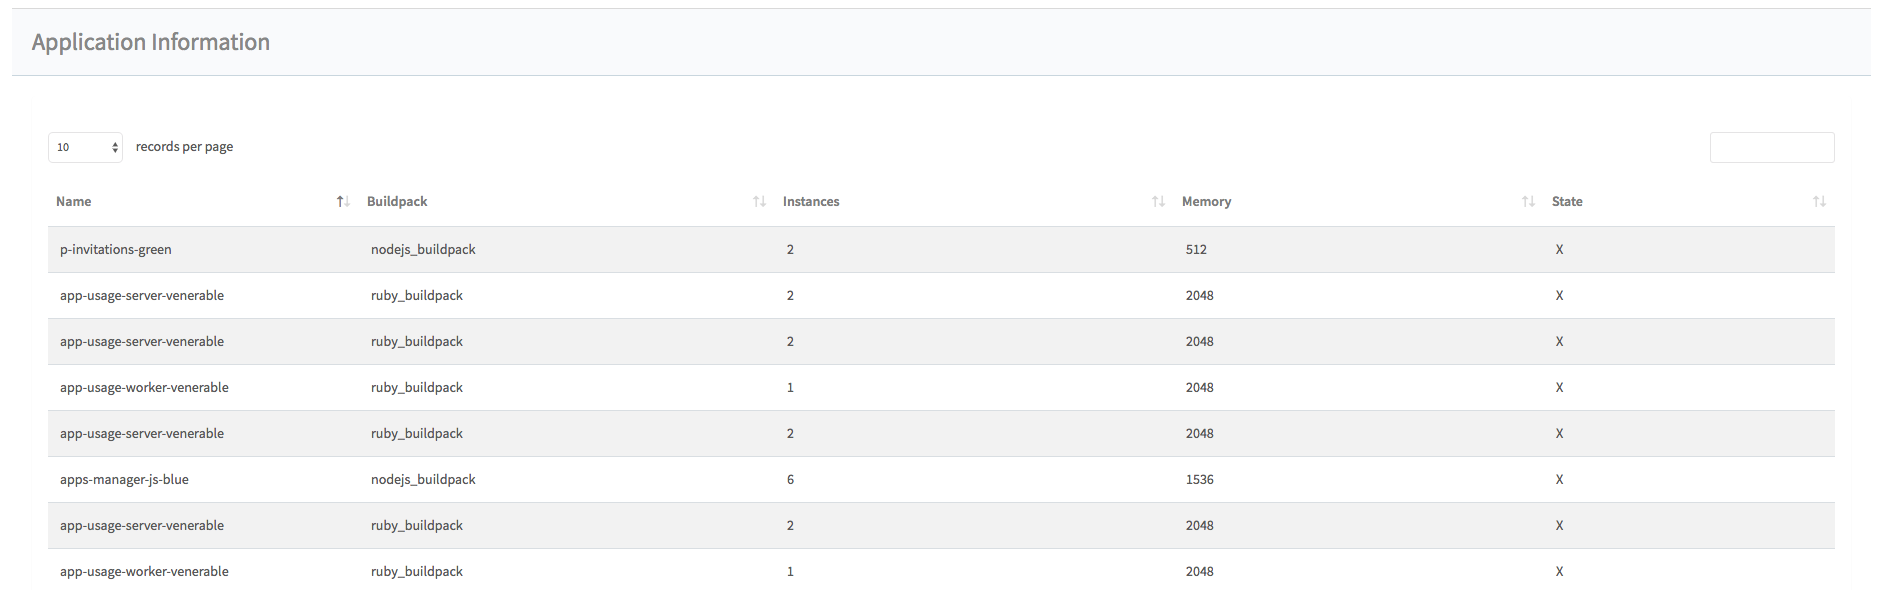 Application Information
10 records per page
Name Buildpack Instances Memory State
p-invitations-green nodejs_buildpack 2 512 X
app-usage-server-venerable ruby_buildpack 2 2048 X
app-usage-server-venerable ruby_buildpack 2 2048 X
app-usage-worker-venerable ruby_buildpack 1 2048 X
app-usage-server-venerable ruby_buildpack 2 2048 X
apps-manager-js-blue nodejs_buildpack 6 1536 X
app-usage-server-venerable ruby_buildpack 2 2048 X
app-usage-worker-venerable ruby_buildpack 1 2048 X